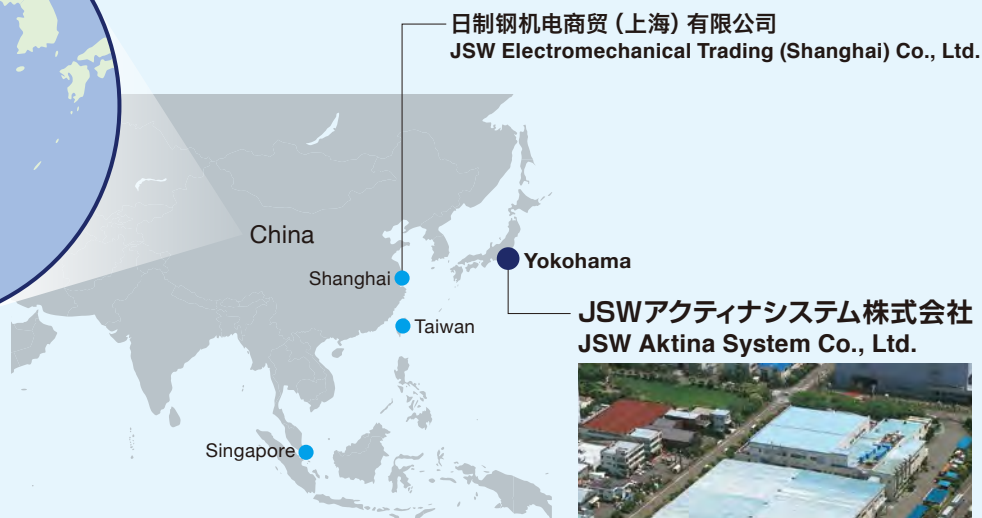 日制钢机电商贸（上海）有限公司
JSW Electromechanical Trading (Shanghai) Co., Ltd.
China
Shanghai
Yokohama
Taiwan
JSWアクティナシステム株式会社
JSW Aktina System Co., Ltd.
Singapore